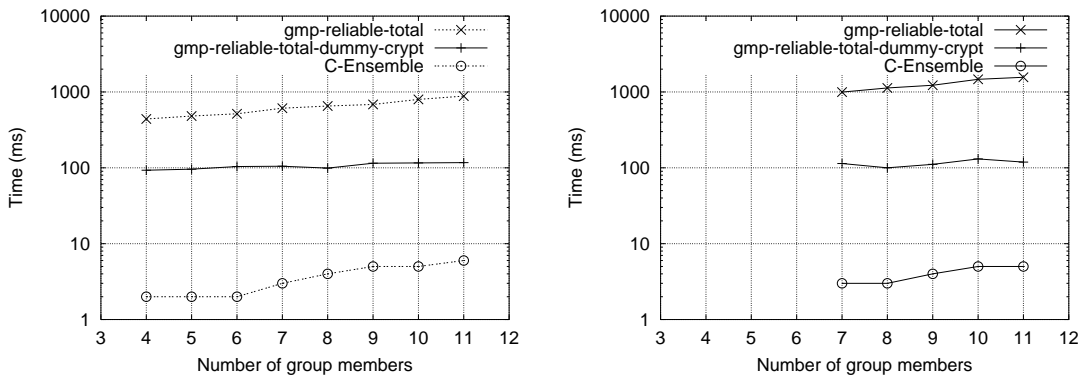 10000
1000
100
10
1
Time (ms)
gmp-reliable-total
gmp-reliable-total-dummy-crypt
C-Ensemble
3 4 5 6 7 8 9 10 11 12
Number of group members
10000
1000
100
10
1
Time (ms)
gmp-reliable-total
gmp-reliable-total-dummy-crypt
C-Ensemble
3 4 5 6 7 8 9 10 11 12
Number of group members